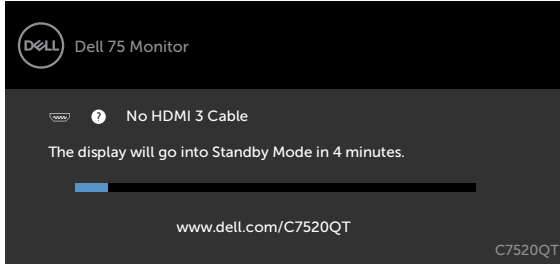 DELL
Dell 75 Monitor
? No HDMI 3 Cable
The display will go into Standby Mode in 4 minutes.
www.dell.com/C7520QT
C7520QT